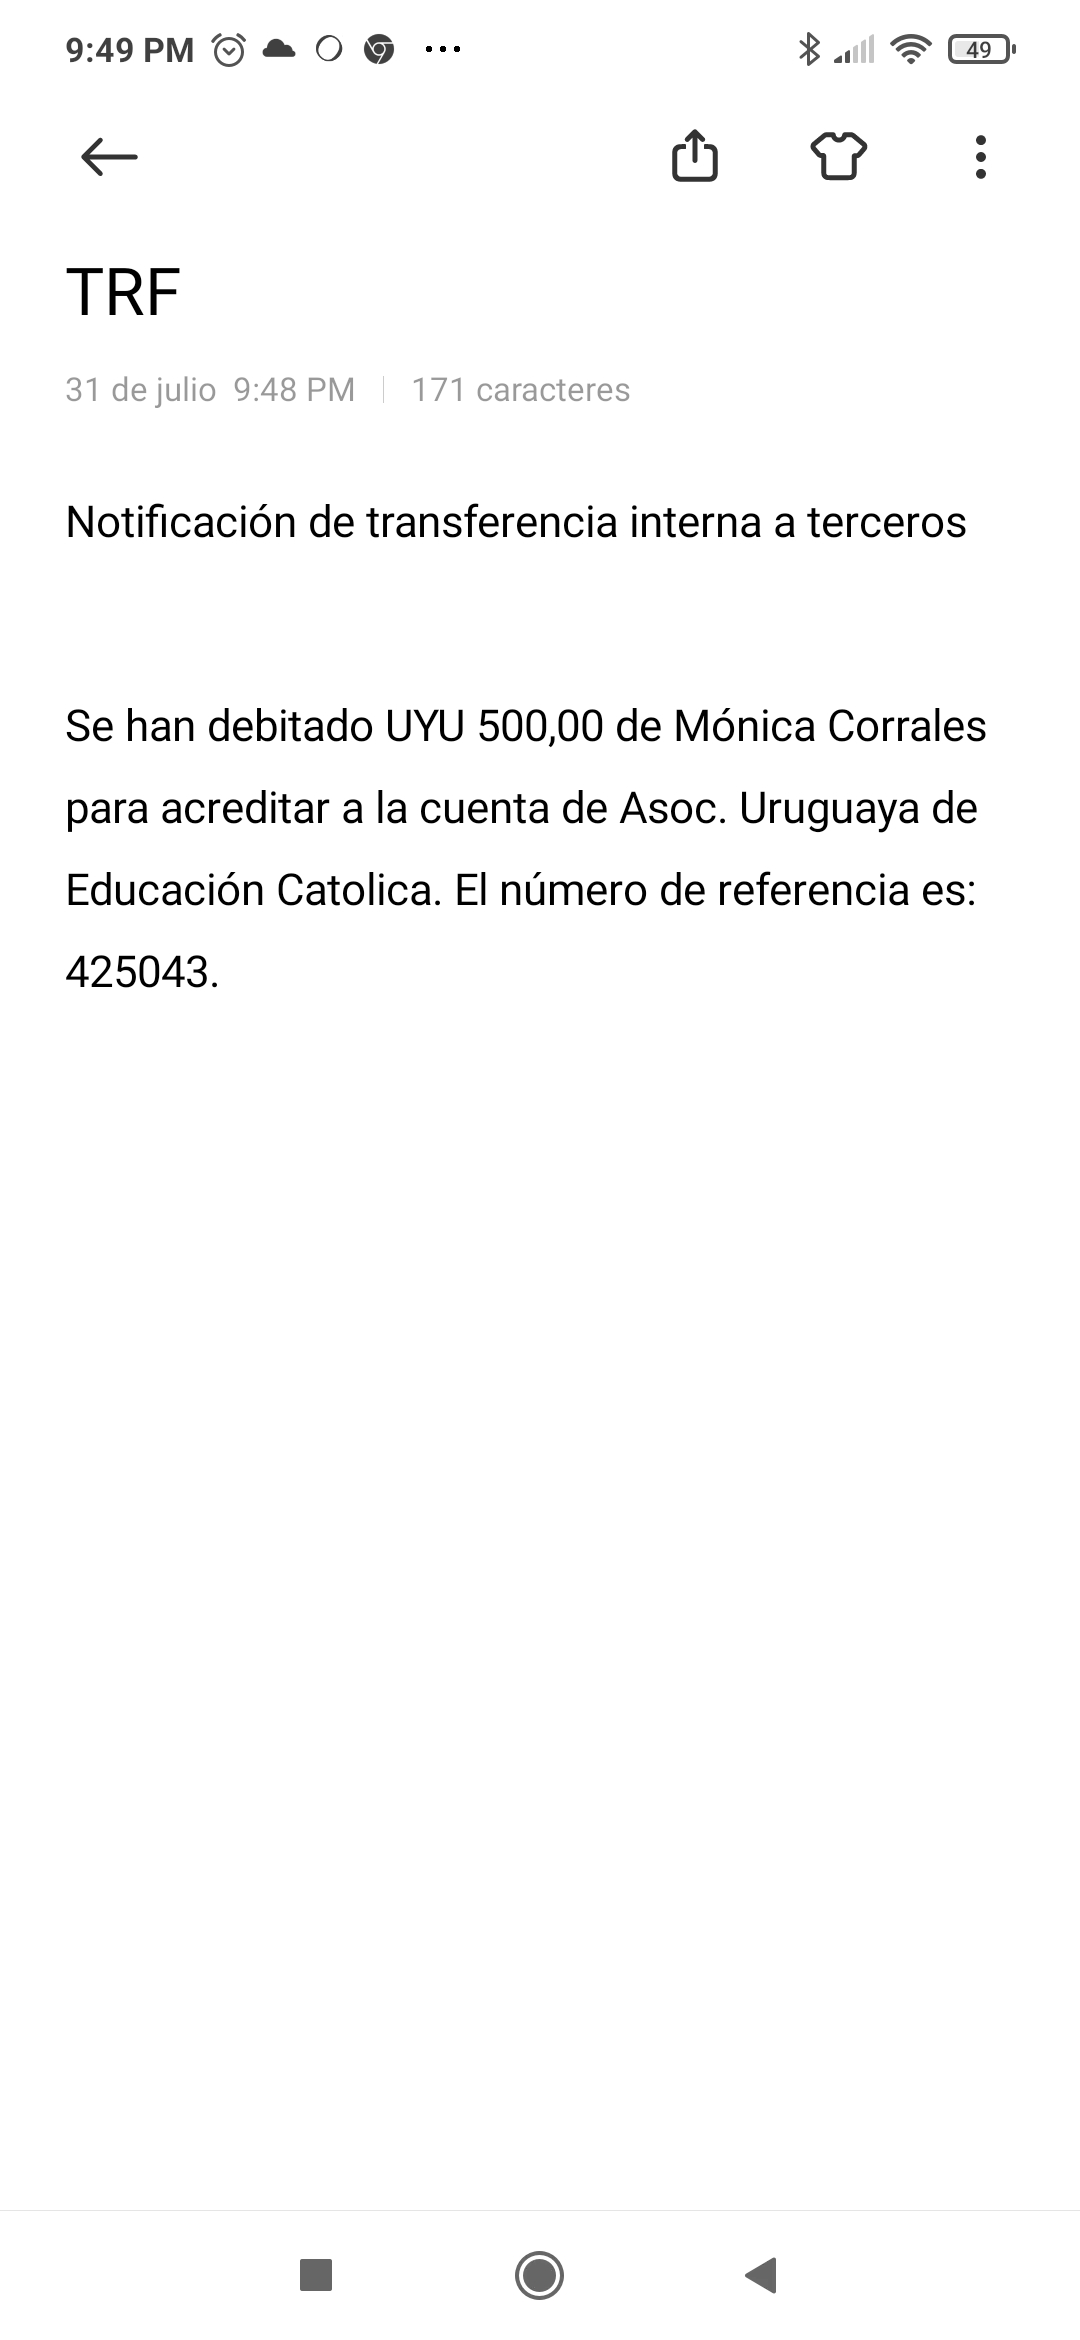 9:49 PM 49
TRF
31 de julio 9:48 PM | 171 caracteres
Notificación de transferencia interna a terceros
Se han debitado UYU 500,00 de Mónica Corrales
para acreditar a la cuenta de Asoc. Uruguaya de
Educación Catolica. El número de referencia es:
425043.